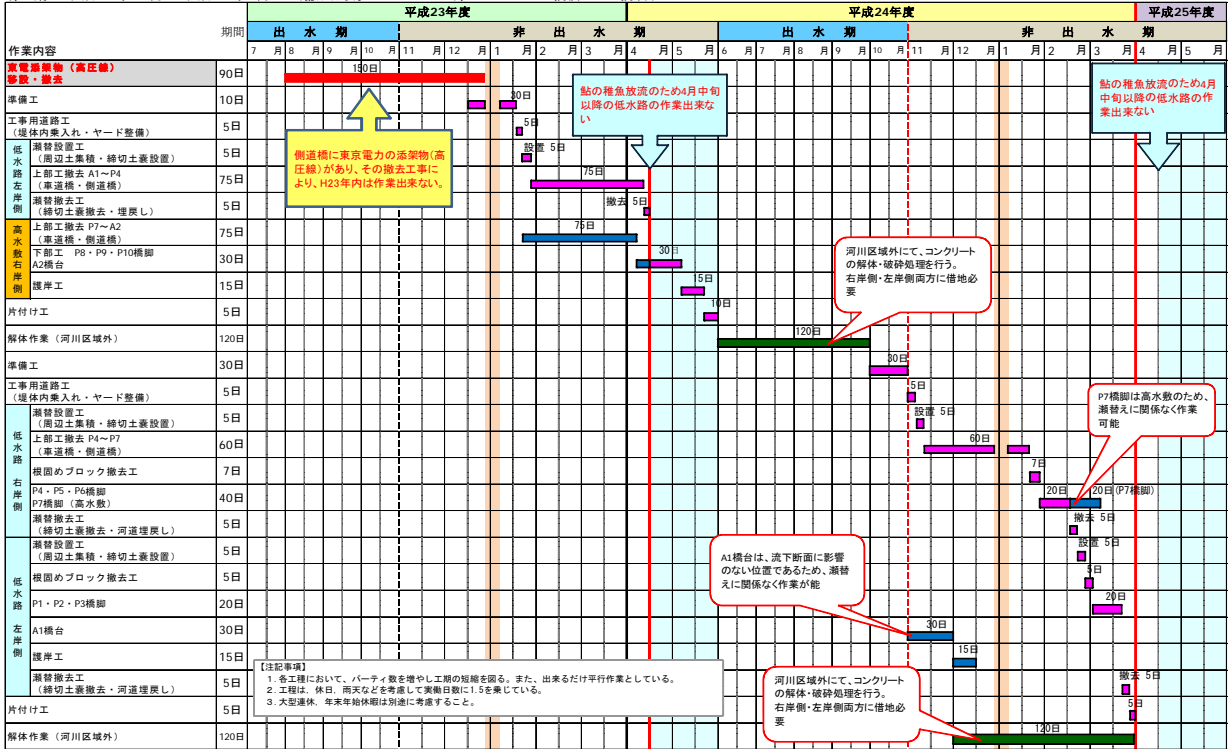 平成23年度
平成24年度
平成25年度
期間
出 水 期
非 出 水 期
出 水 期
非 出 水 期
作業内容
7 月 8 月 9 月 10 月 11 月 12 月 1 月 2 月 3 月 4 月 5 月 6 月 7 月 8 月 9 月 10 月 11 月 12 月 1 月 2 月 3 月 4 月 5 月
東電添架物（高圧線）
移設・撤去
90日
150日
準備工
10日
30日
工事用道路工
（堤体内乗入れ・ヤード整備）
5日
5日
低水路左岸側
瀬替設置工
（周辺土集積・締切土嚢設置）
5日
設置 5日
上部工撤去 A1～P4
（車道橋・側道橋）
75日
75日
瀬替撤去工
（締切土嚢撤去・埋戻し）
5日
撤去 5日
高水敷右岸側
上部工撤去 P7～A2
（車道橋・側道橋）
75日
75日
下部工 P8・P9・P10橋脚
A2橋台
30日
30日
護岸工
15日
15日
片付け工
5日
10日
解体作業（河川区域外）
120日
120日
準備工
30日
30日
工事用道路工
（堤体内乗入れ・ヤード整備）
5日
5日
低水路 右岸側
瀬替設置工
（周辺土集積・締切土嚢設置）
5日
設置 5日
上部工撤去 P4～P7
（車道橋・側道橋）
60日
60日
根固めブロック撤去工
7日
7日
P4・P5・P6橋脚
P7橋脚（高水敷）
40日
20日
20日(P7橋脚)
瀬替撤去工
（締切土嚢撤去・河道埋戻し）
5日
撤去 5日
低水路 左岸側
瀬替設置工
（周辺土集積・締切土嚢設置）
5日
設置 5日
根固めブロック撤去工
5日
5日
P1・P2・P3橋脚
20日
20日
A1橋台
30日
30日
護岸工
15日
15日
瀬替撤去工
（締切土嚢撤去・河道埋戻し）
5日
撤去 5日
片付け工
5日
5日
解体作業（河川区域外）
120日
120日
側道橋に東京電力の添架物(高
圧線)があり、その撤去工事に
より、H23年内は作業出来ない。
鮎の稚魚放流のため4月中旬
以降の低水路の作業出来な
い
鮎の稚魚放流のため4月
中旬以降の低水路の作
業出来ない
河川区域外にて、コンクリート
の解体・破砕処理を行う。
右岸側・左岸側両方に借地必
要
P7橋脚は高水敷のため、
瀬替えに関係なく作業
可能
A1橋台は、流下断面に影響
のない位置であるため、瀬替
えに関係なく作業が能
河川区域外にて、コンクリート
の解体・破砕処理を行う。
右岸側・左岸側両方に借地必
要
【注記事項】
1. 各工種において、パーティ数を増やし工期の短縮を図る。また、出来るだけ平行作業としている。
2. 工程は、休日、雨天などを考慮して実働日数に1.5を乗じている。
3. 大型連休、年末年始休暇は別途に考慮すること。